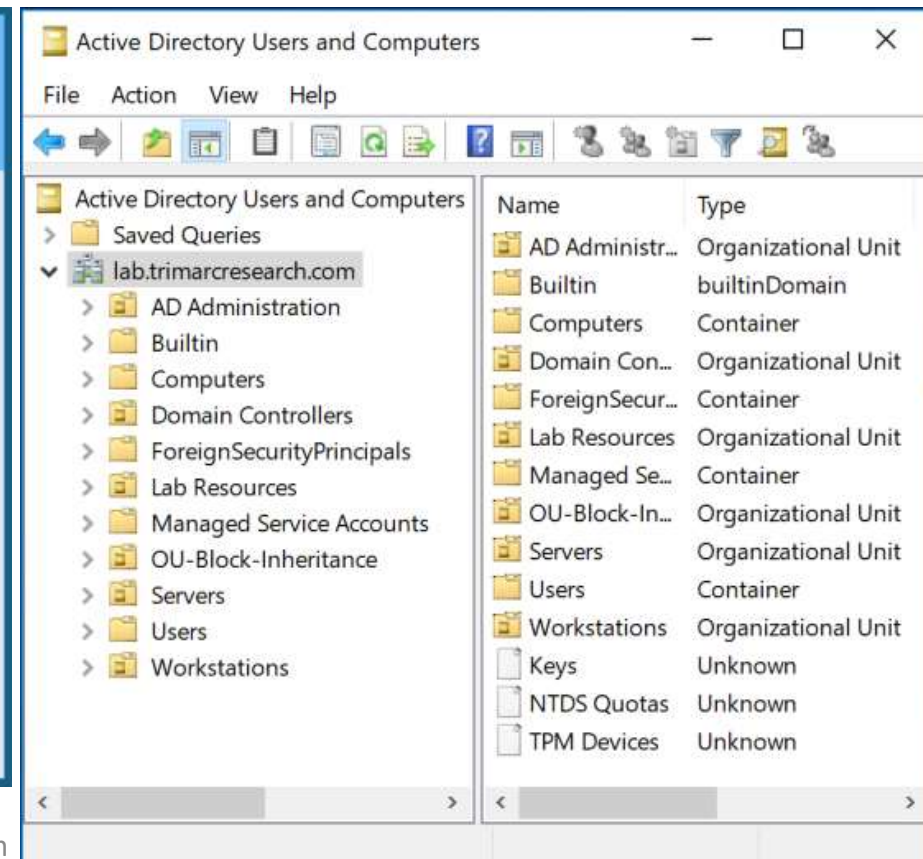 Active Directory Users and Computers
File Action View Help
Active Directory Users and Computers
Saved Queries
lab.trimarcresearch.com
AD Administration
Builtin
Computers
Domain Controllers
ForeignSecurityPrincipals
Lab Resources
Managed Service Accounts
OU-Block-Inheritance
Servers
Users
Workstations
Name Type
AD Administr... Organizational Unit
Builtin builtinDomain
Computers Container
Domain Con... Organizational Unit
ForeignSecur... Container
Lab Resources Organizational Unit
Managed Se... Container
OU-Block-In... Organizational Unit
Servers Organizational Unit
Users Container
Workstations Organizational Unit
Keys Unknown
NTDS Quotas Unknown
TPM Devices Unknown